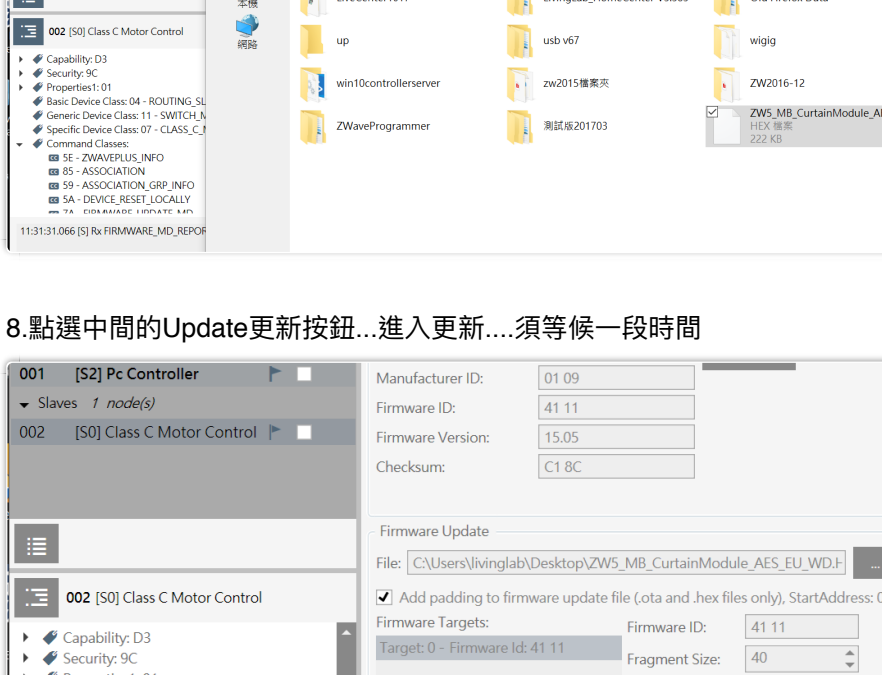 本機
002 [S0] Class C Motor Control
網路
up
usb v67
wigig
Capability: D3
Security: 9C
Properties1: 01
Basic Device Class: 04 - ROUTING_SL
Generic Device Class: 11 - SWITCH_M
Specific Device Class: 07 - CLASS_C_
Command Classes:
5E - ZWAVEPLUS_INFO
85 - ASSOCIATION
59 - ASSOCIATION_GRP_INFO
5A - DEVICE_RESET_LOCALLY
7A - FIRMWARE_UPDATE_MD
win10controllerserver
zw2015檔案夾
ZW2016-12
ZWaveProgrammer
測試版201703
ZW5_MB_CurtainModule_AE
HEX 檔案
222 KB
11:31:31.066 [S] Rx FIRMWARE_MD_REPOR
8.點選中間的Update更新按鈕...進入更新....須等候一段時間
001 [S2] Pc Controller
Slaves 1 node(s)
002 [S0] Class C Motor Control
Manufacturer ID: 01 09
Firmware ID: 41 11
Firmware Version: 15.05
Checksum: C1 8C
Firmware Update
File: C:\Users\livinglab\Desktop\ZW5_MB_CurtainModule_AES_EU_WD.H ...
002 [S0] Class C Motor Control
Add padding to firmware update file (.ota and .hex files only), StartAddress:
Firmware Targets:
Target: 0 - Firmware Id: 41 11
Firmware ID: 41 11
Fragment Size: 40
Capability: D3
Security: 9C